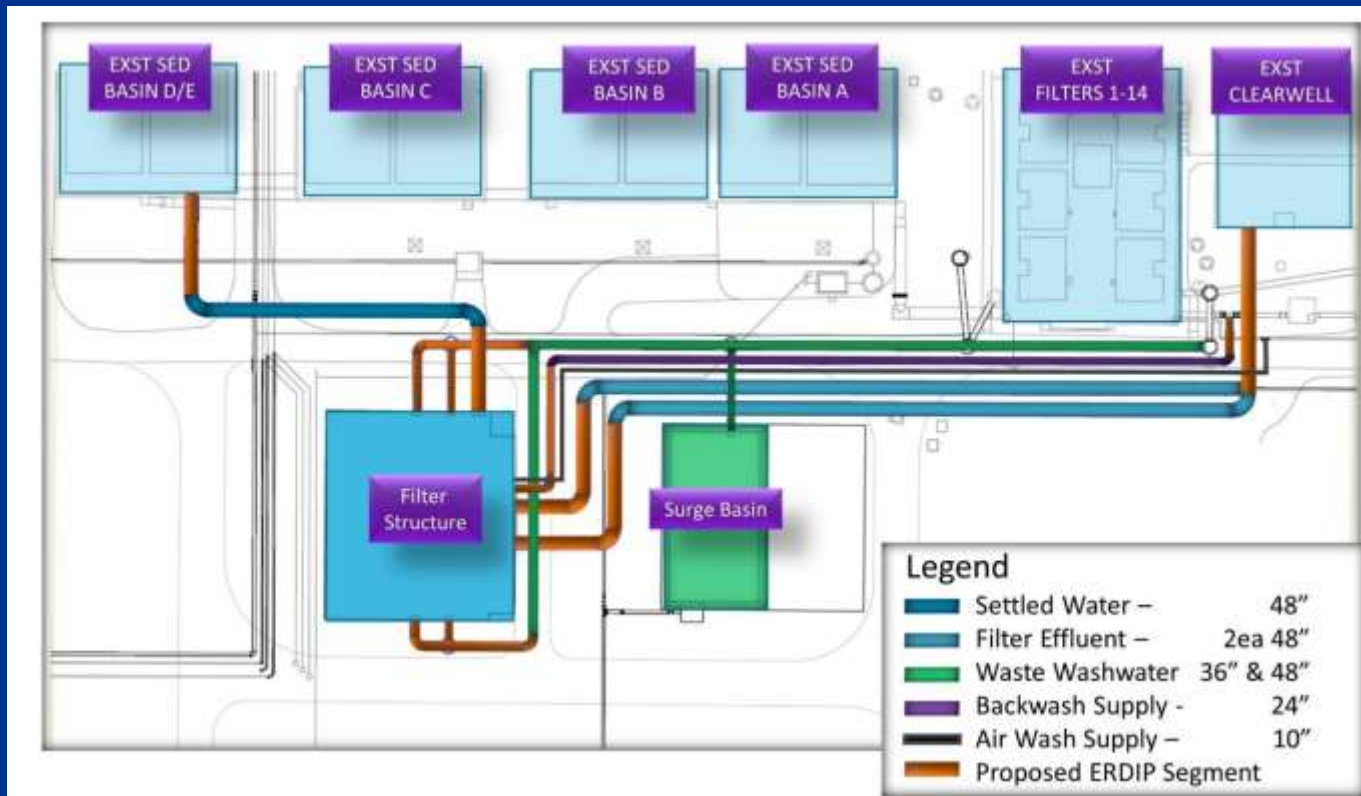 EXST SED
BASIN D/E
EXST SED
BASIN C
EXST SED
BASIN B
EXST SED
BASIN A
EXST
FILTERS 1-14
EXST
CLEARWELL
Filter
Structure
Surge Basin
Legend
Settled Water – 48”
Filter Effluent – 2ea 48”
Waste Washwater 36” & 48”
Backwash Supply - 24”
Air Wash Supply – 10”
Proposed ERDIP Segment